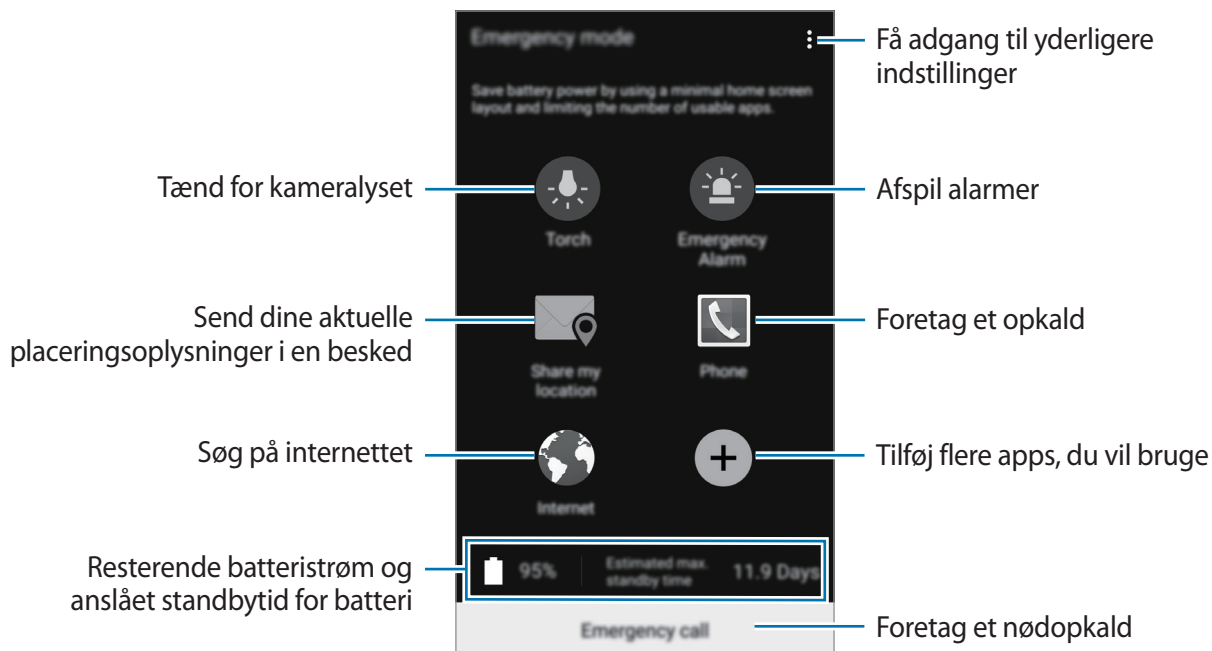 Emergency mode
Få adgang til yderligere
indstillinger
Save battery power by using a minimal home screen
layout and limiting the number of usable apps.
Tænd for kameralyset
Torch
Emergency
Alarm
Afspil alarmer
Send dine aktuelle
placeringsoplysninger i en besked
Share my
location
Phone
Foretag et opkald
Søg på internettet
Internet
Tilføj flere apps, du vil bruge
Resterende batteristrøm og
anslået standbytid for batteri
95%
Estimated max.
standby time
11.9 Days
Emergency call
Foretag et nødopkald